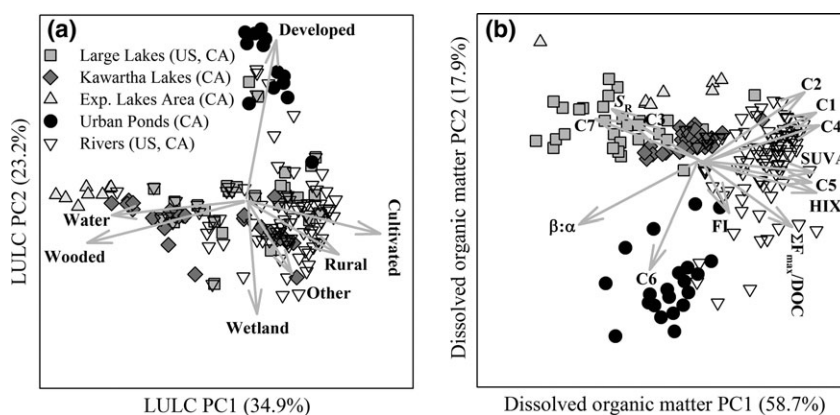 (a)
Developed
Large Lakes (US, CA)
Kawartha Lakes (CA)
Exp. Lakes Area (CA)
Urban Ponds (CA)
Rivers (US, CA)
Water
Wooded
Cultivated
Rural
Other
Wetland
LULC PC2 (23.2%)
LULC PC1 (34.9%)
(b)
C2
C1
SR
C3
C7
C4
SUVA
C5
HIX
β:α
FI
C6
ΣFmax/DOC
Dissolved organic matter PC2 (17.9%)
Dissolved organic matter PC1 (58.7%)